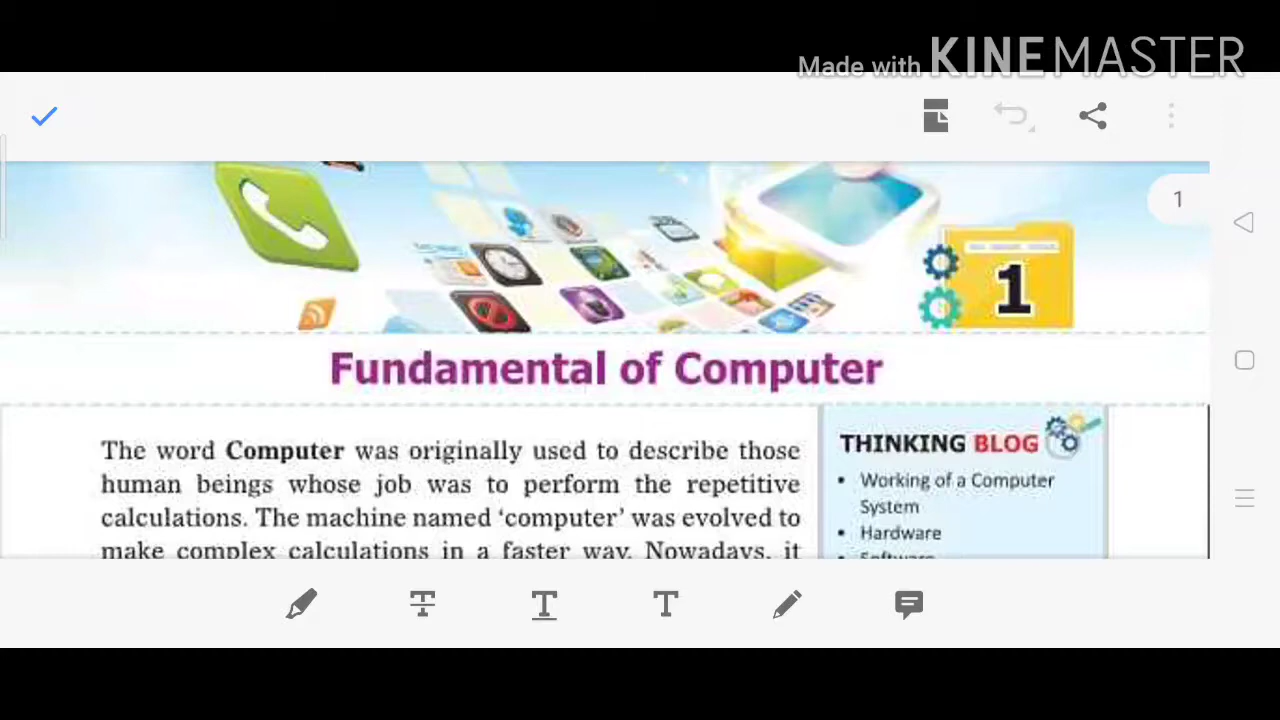 Made with KINEMASTER
1
1
Fundamental of Computer
The word Computer was originally used to describe those
human beings whose job was to perform the repetitive
calculations. The machine named ‘computer’ was evolved to
make complex calculations in a faster way. Nowadays, it
THINKING BLOG
• Working of a Computer
System
• Hardware
• Software
T
T
T